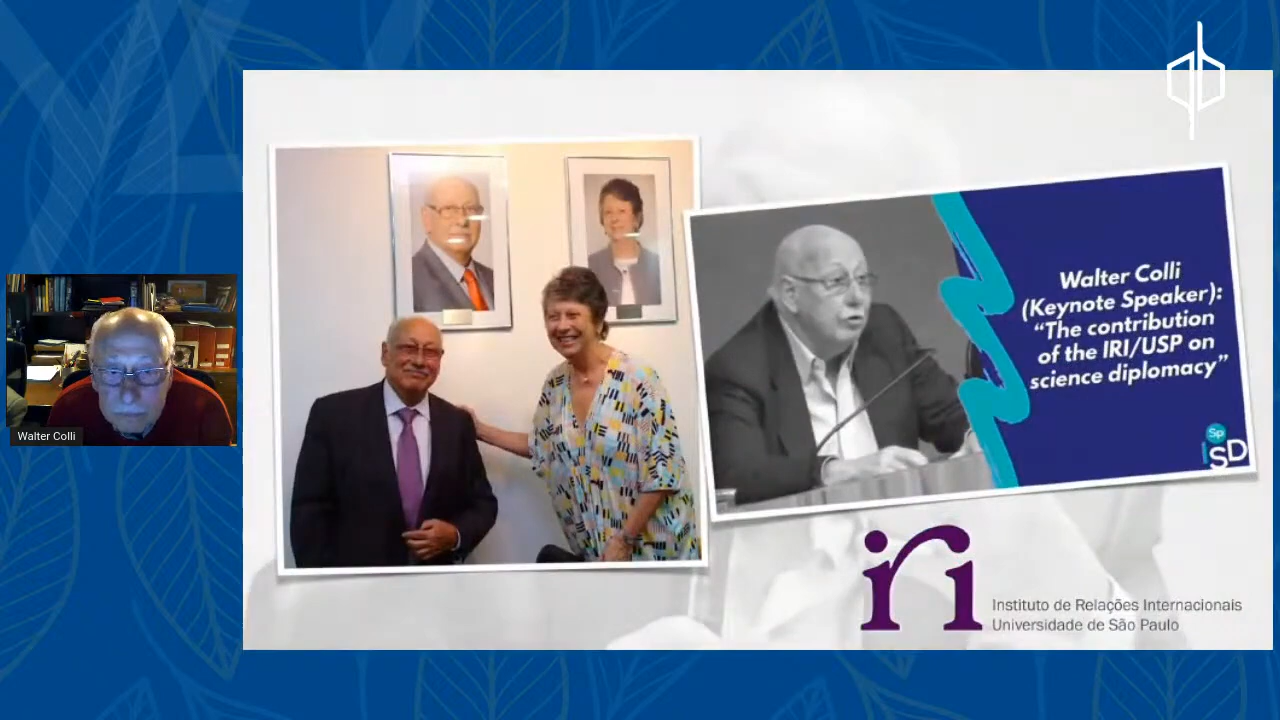 Walter Colli
Walter Colli
(Keynote Speaker):
“The contribution
of the IRI/USP on
science diplomacy”
Sp
ISD
iri
Instituto de Relações Internacionais
Universidade de São Paulo